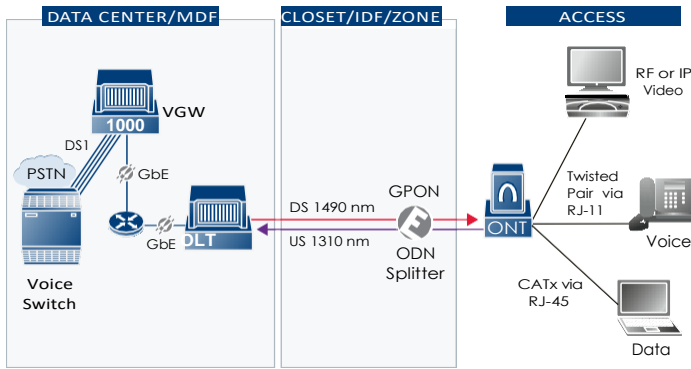 DATA CENTER/MDF
CLOSET/IDF/ZONE
ACCESS
VGW
1000
DS1
PSTN
GbE
GbE
OLT
Voice
Switch
DS 1490 nm
US 1310 nm
GPON
ODN
Splitter
ONT
RF or IP
Video
Twisted
Pair via
RJ-11
Voice
CATx via
RJ-45
Data